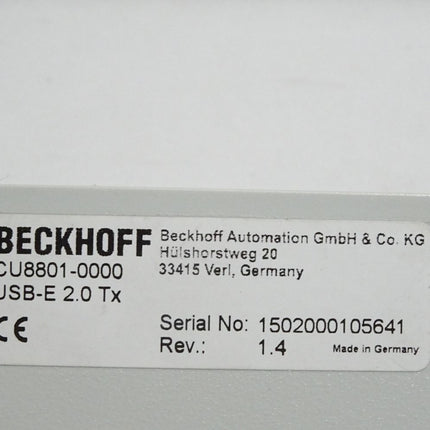 BECKHOFF
Beckhoff Automation GmbH & Co. KG
Hülshorstweg 20
33415 Verl, Germany
CU8801-0000
USB-E 2.0 Tx
CE
Serial No: 1502000105641
Rev.: 1.4
Made in Germany